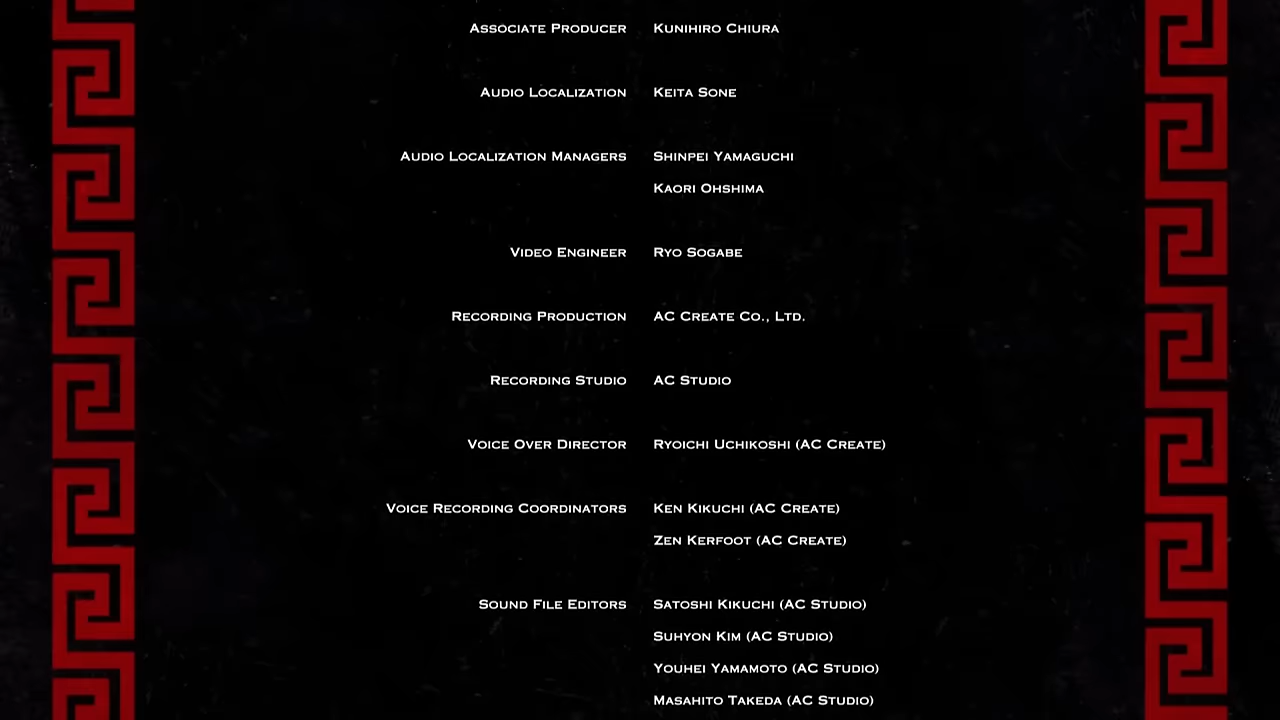 Associate Producer Kunihiro Chiura
Audio Localization Keita Sone
Audio Localization Managers Shinpei Yamaguchi
Kaori Ohshima
Video Engineer Ryo Sogabe
Recording Production AC Create Co., Ltd.
Recording Studio AC Studio
Voice Over Director Ryoichi Uchikoshi (AC Create)
Voice Recording Coordinators Ken Kikuchi (AC Create)
Zen Kerfoot (AC Create)
Sound File Editors Satoshi Kikuchi (AC Studio)
Suhyon Kim (AC Studio)
Youhei Yamamoto (AC Studio)
Masahito Takeda (AC Studio)